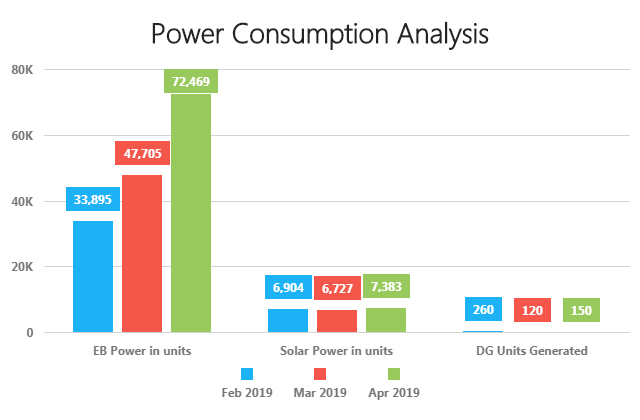 Power Consumption Analysis
80K
72,469
60K
47,705
40K
33,895
20K
6,904
6,727
7,383
260
120
150
0
EB Power in units
Solar Power in units
DG Units Generated
Feb 2019
Mar 2019
Apr 2019